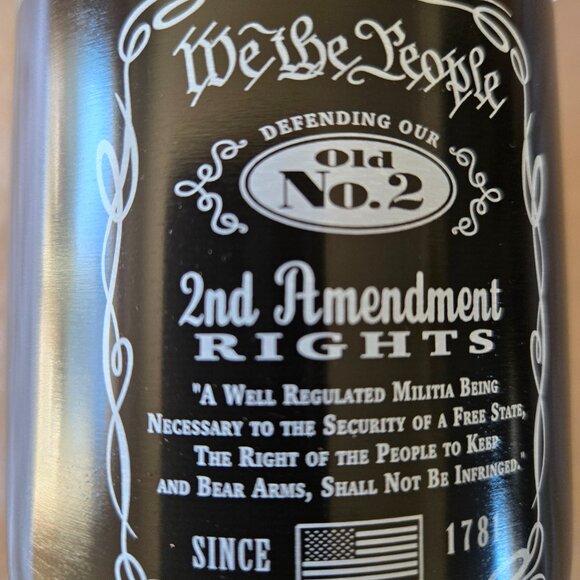 We The People
DEFENDING OUR
Old
No.2
2nd Amendment
RIGHTS
"A WELL REGULATED MILITIA BEING
NECESSARY TO THE SECURITY OF A FREE STATE,
THE RIGHT OF THE PEOPLE TO KEEP
AND BEAR ARMS, SHALL NOT BE INFRINGED."
SINCE 1781